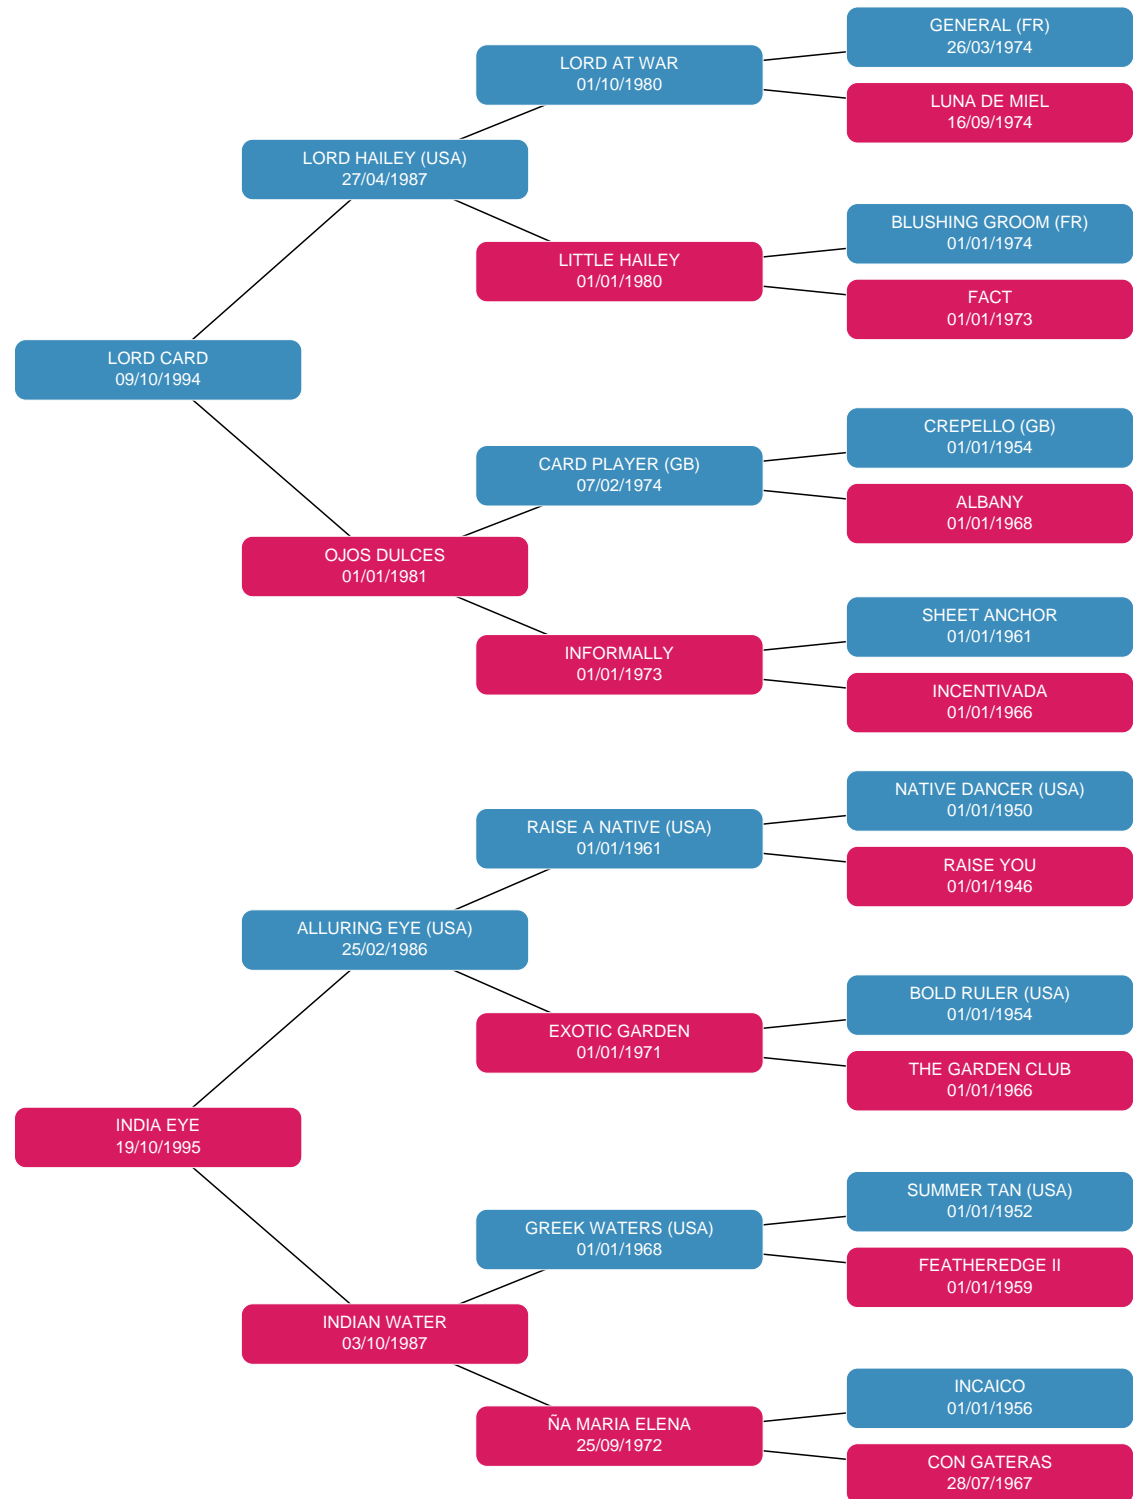 GENERAL (FR)
26/03/1974
LORD AT WAR
01/10/1980
LUNA DE MIEL
16/09/1974
LORD HAILEY (USA)
27/04/1987
BLUSHING GROOM (FR)
01/01/1974
LITTLE HAILEY
01/01/1980
FACT
01/01/1973
LORD CARD
09/10/1994
CREPELLO (GB)
01/01/1954
CARD PLAYER (GB)
07/02/1974
ALBANY
01/01/1968
OJOS DULCES
01/01/1981
SHEET ANCHOR
01/01/1961
INFORMALLY
01/01/1973
INCENTIVADA
01/01/1966
NATIVE DANCER (USA)
01/01/1950
RAISE A NATIVE (USA)
01/01/1961
RAISE YOU
01/01/1946
ALLURING EYE (USA)
25/02/1986
BOLD RULER (USA)
01/01/1954
EXOTIC GARDEN
01/01/1971
THE GARDEN CLUB
01/01/1966
INDIA EYE
19/10/1995
SUMMER TAN (USA)
01/01/1952
GREEK WATERS (USA)
01/01/1968
FEATHEREDGE II
01/01/1959
INDIAN WATER
03/10/1987
INCAICO
01/01/1956
ÑA MARIA ELENA
25/09/1972
CON GATERAS
28/07/1967